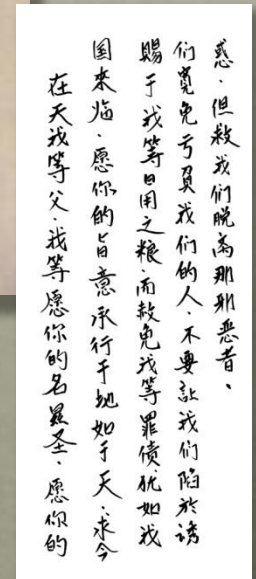 在天我等父、我等愿你的名显圣、愿你的
国來临、愿你的旨意承行于地如于天、求今
赐于我等日用之粮、而赦免我等罪债犹如我
们宽免亏负我们的人、不要让我们陷於诱
惑、但救我们脱离那邪恶者、